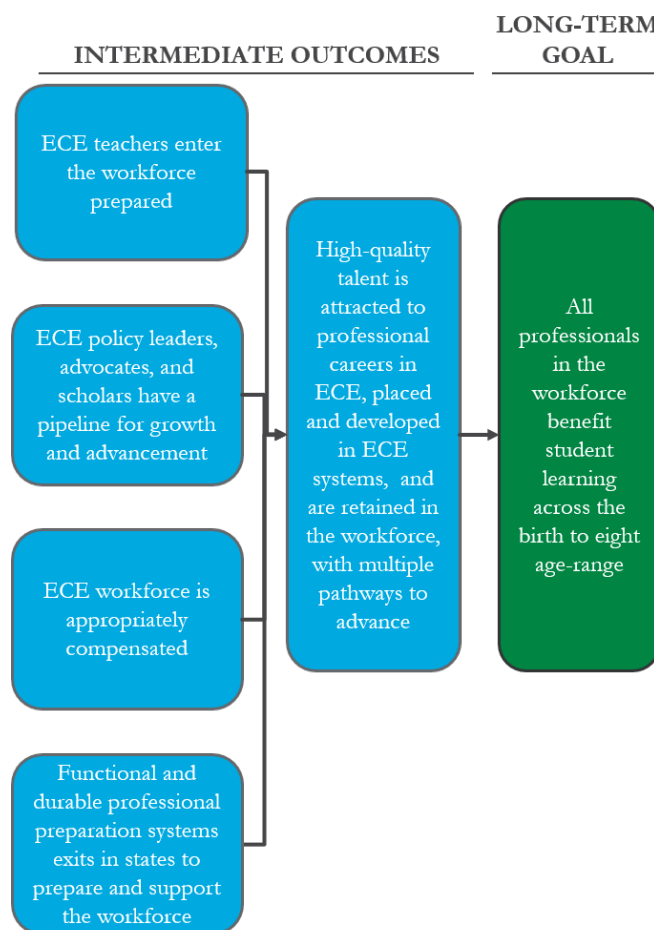 INTERMEDIATE OUTCOMES
LONG-TERM
GOAL
ECE teachers enter
the workforce
prepared
ECE policy leaders,
advocates, and
scholars have a
pipeline for growth
and advancement
ECE workforce is
appropriately
compensated
Functional and
durable professional
preparation systems
exits in states to
prepare and support
the workforce
High-quality
talent is
attracted to
professional
careers in
ECE, placed
and developed
in ECE
systems, and
are retained in
the workforce,
with multiple
pathways to
advance
All
professionals
in the
workforce
benefit
student
learning
across the
birth to eight
age-range